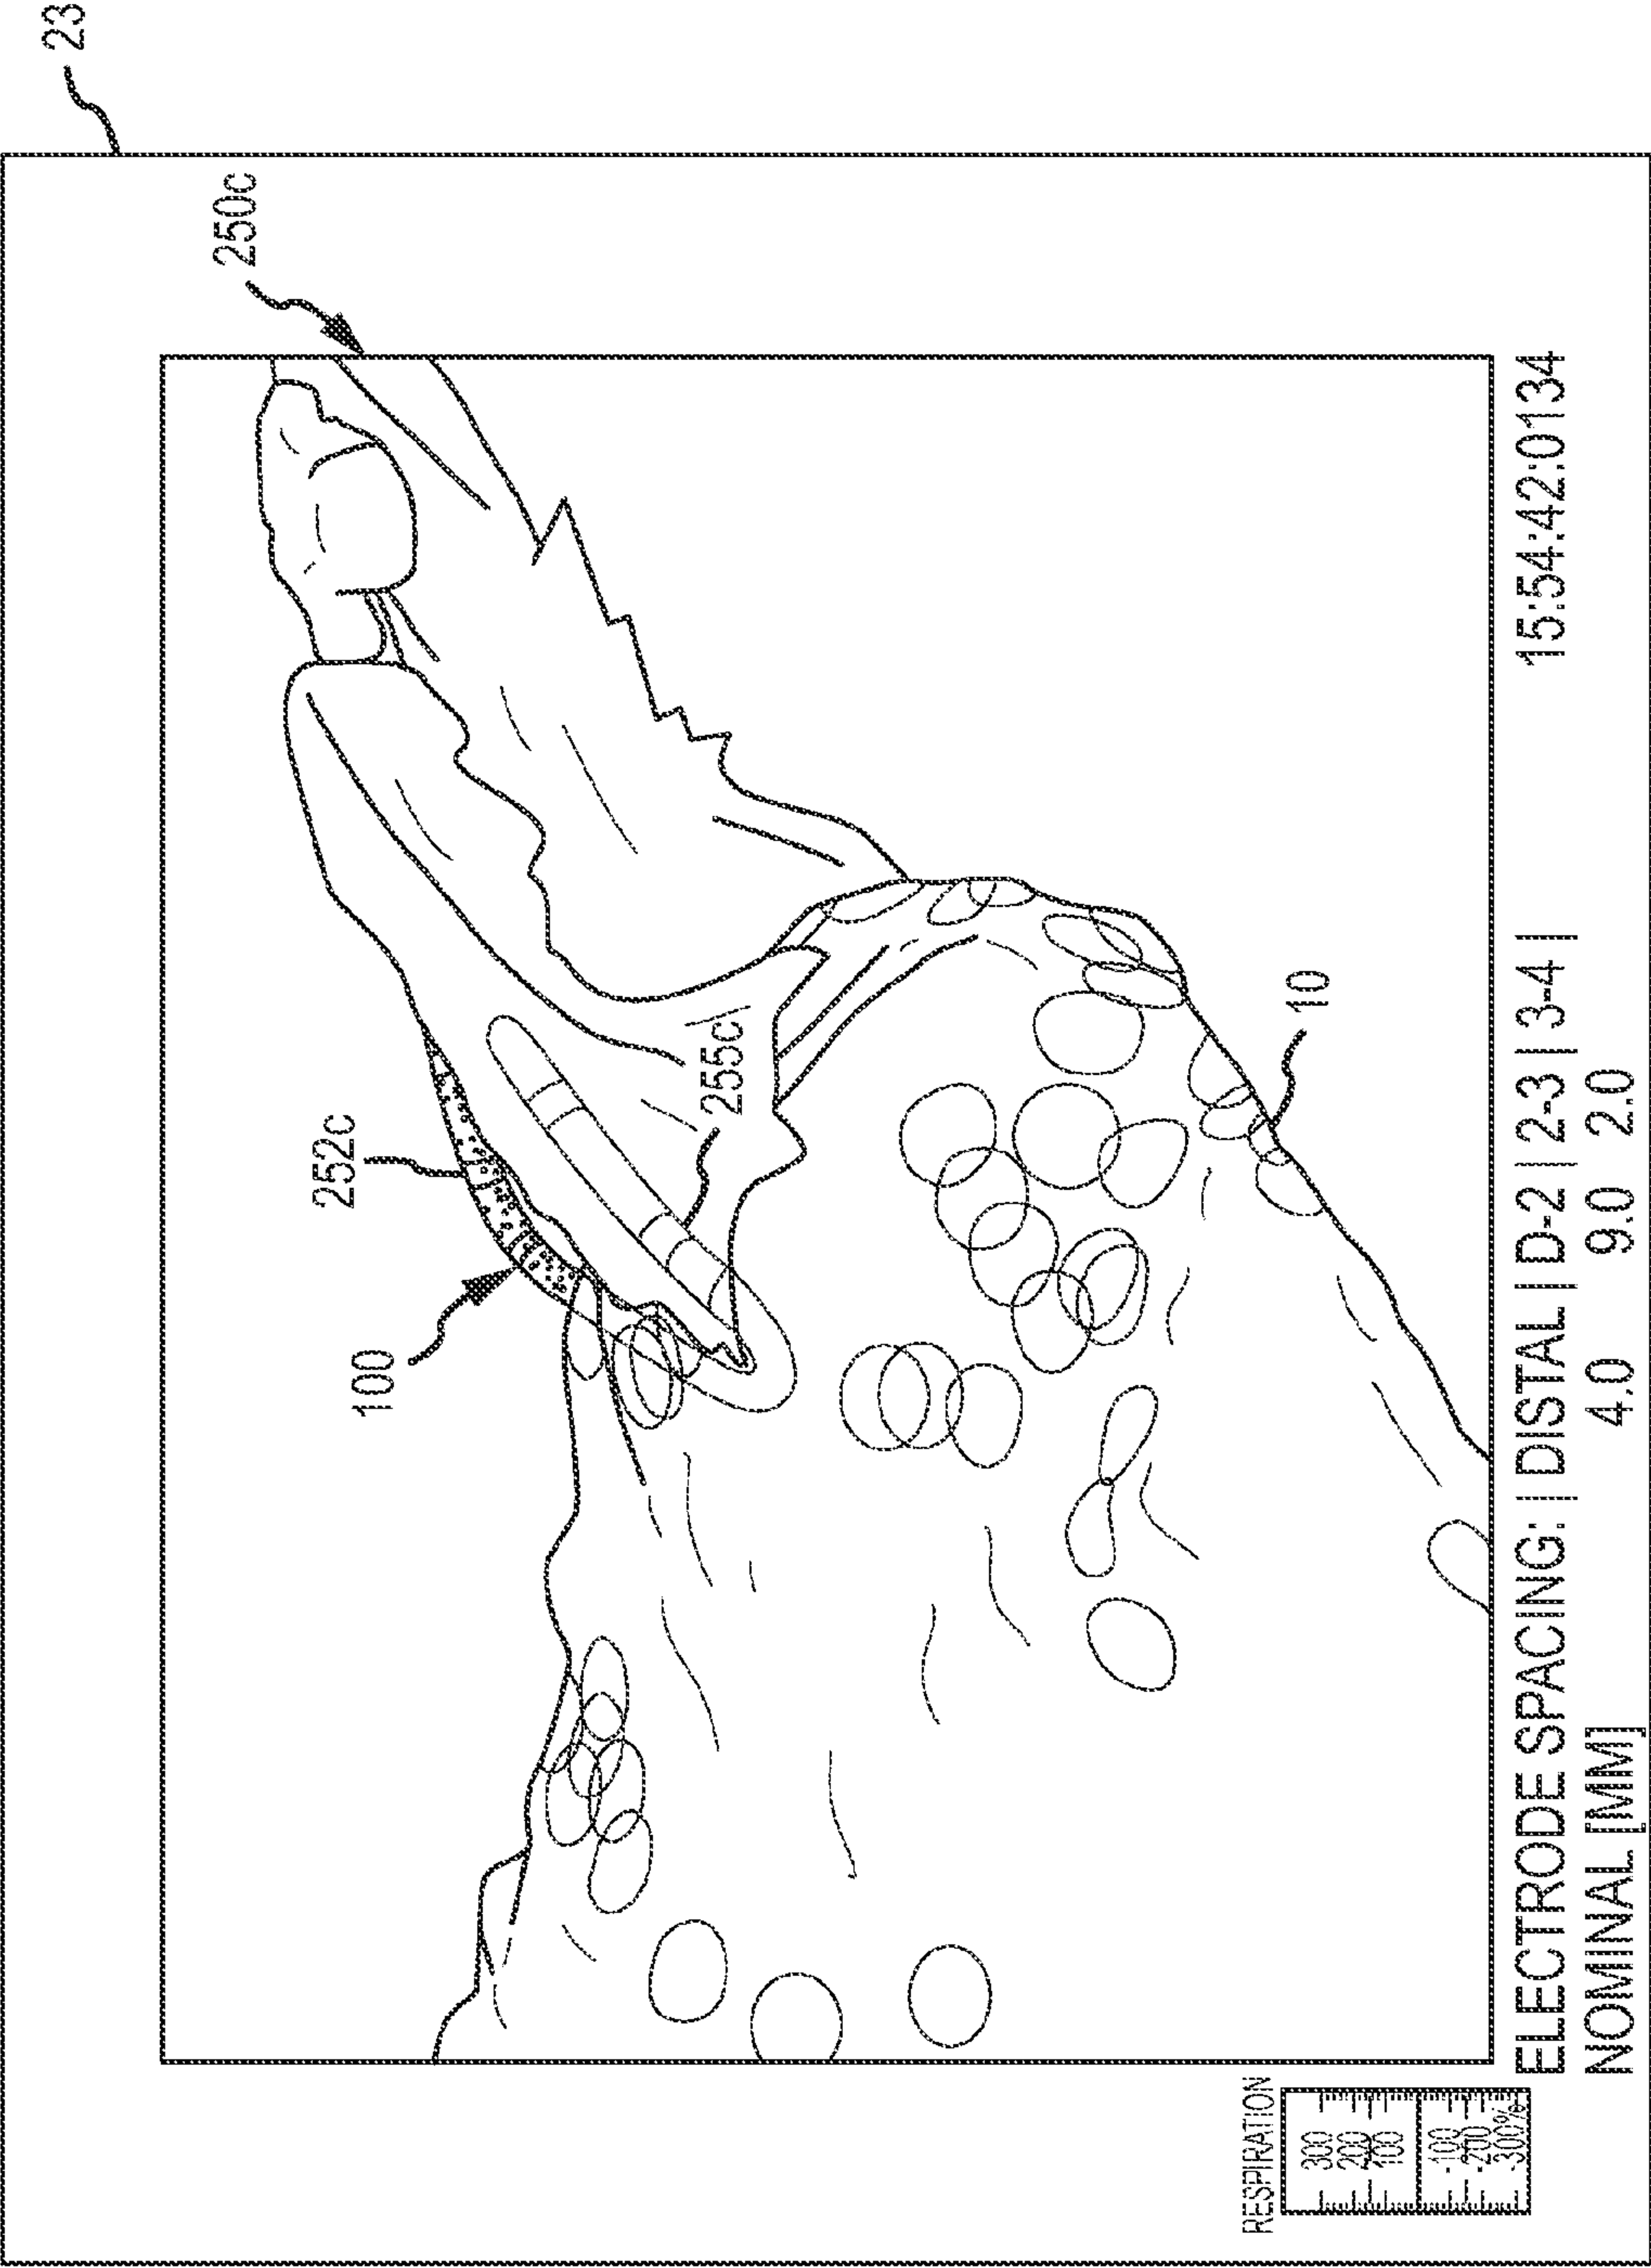 23
250c
252c
100
255c
10
RESPIRATION
300
200
100
-100
-200
-300%
ELECTRODE SPACING: | DISTAL | D-2 | 2-3 | 3-4 |
NOMINAL [MM] 4.0 9.0 2.0
15:54:42:0134